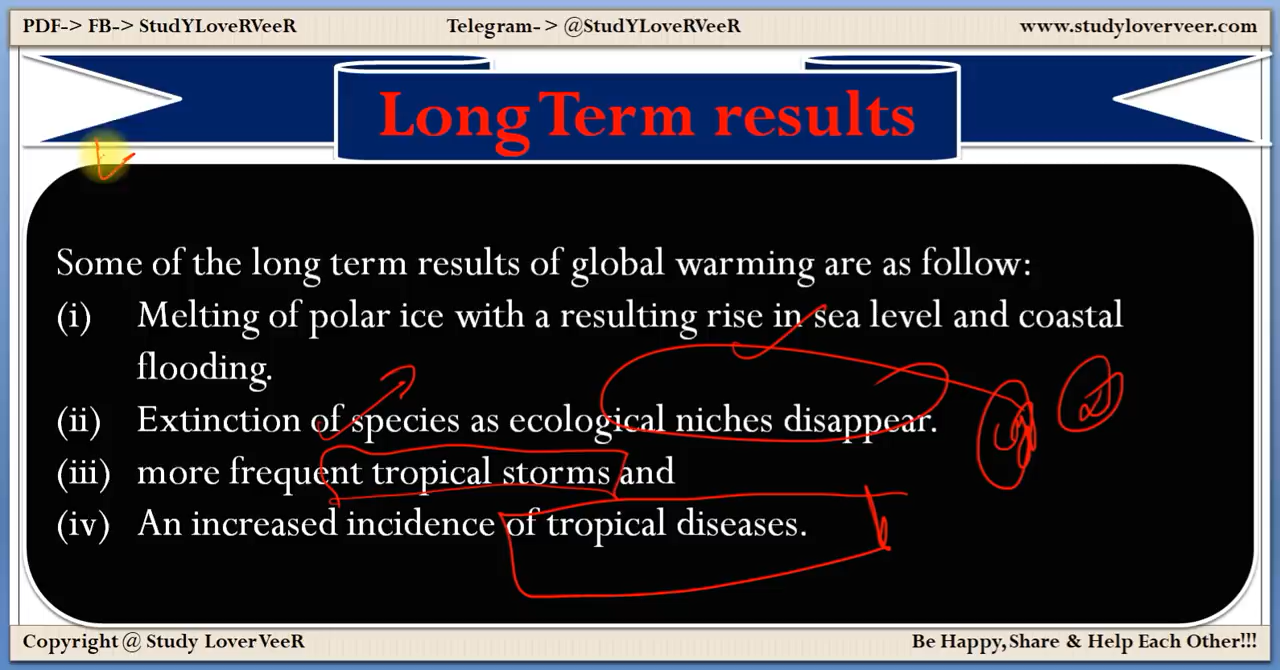 PDF-> FB-> StudYLoveRVeeR
Telegram-> @StudYLoveRVeeR
www.studyloverveer.com
Long Term results
Some of the long term results of global warming are as follow:
(i) Melting of polar ice with a resulting rise in sea level and coastal
flooding.
(ii) Extinction of species as ecological niches disappear.
(iii) more frequent tropical storms and
(iv) An increased incidence of tropical diseases.
Copyright @ Study LoverVeeR
Be Happy,Share & Help Each Other!!!